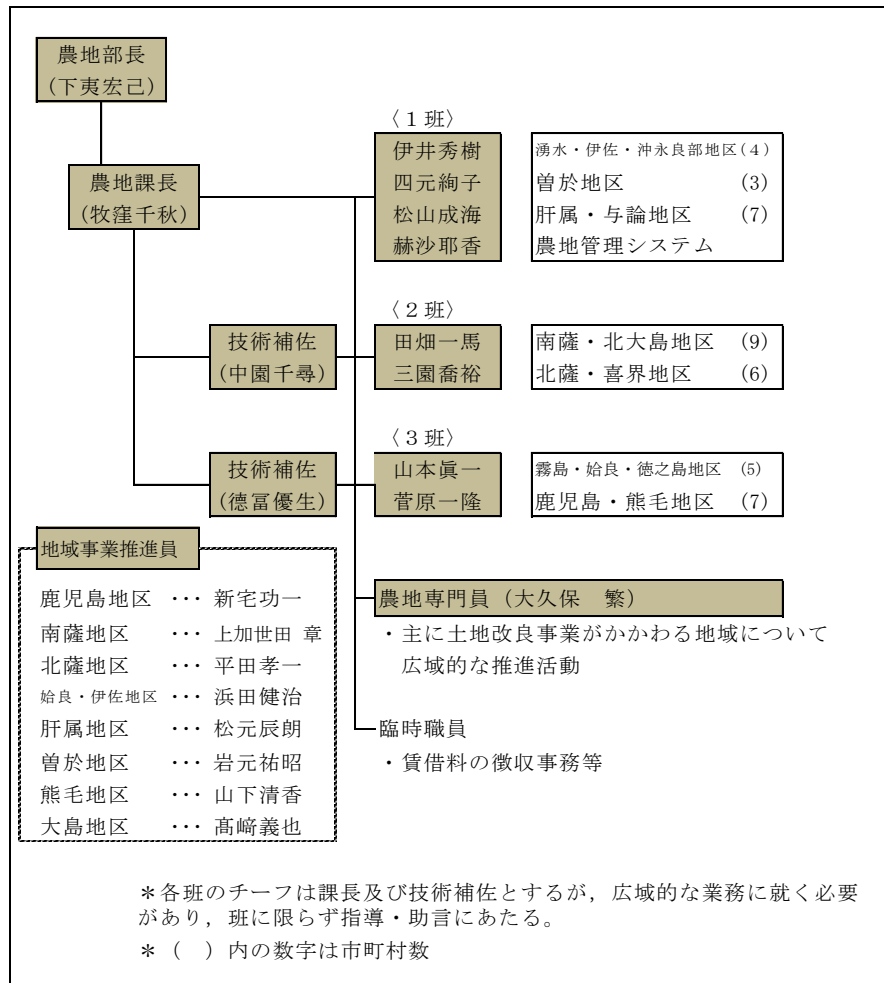 農地部長
(下夷宏己)
農地課長
(牧窪千秋)
〈1班〉
伊井秀樹 湧水・伊佐・沖永良部地区(4)
四元絢子 曽於地区 (3)
松山成海 肝属・与論地区 (7)
赫沙耶香 農地管理システム
技術補佐
(中園千尋)
〈2班〉
田畑一馬 南薩・北大島地区 (9)
三園喬裕 北薩・喜界地区 (6)
技術補佐
(德冨優生)
〈3班〉
山本眞一 霧島・姶良・徳之島地区 (5)
菅原一隆 鹿児島・熊毛地区 (7)
地域事業推進員
鹿児島地区 ・・・ 新宅功一
南薩地区 ・・・ 上加世田 章
北薩地区 ・・・ 平田孝一
姶良・伊佐地区 ・・・ 浜田健治
肝属地区 ・・・ 松元辰朗
曽於地区 ・・・ 岩元祐昭
熊毛地区 ・・・ 山下清香
大島地区 ・・・ 髙﨑義也
農地専門員(大久保 繁)
・主に土地改良事業がかかわる地域について
広域的な推進活動
臨時職員
・賃借料の徴収事務等
＊各班のチーフは課長及び技術補佐とするが，広域的な業務に就く必要
があり，班に限らず指導・助言にあたる。
＊（ ）内の数字は市町村数